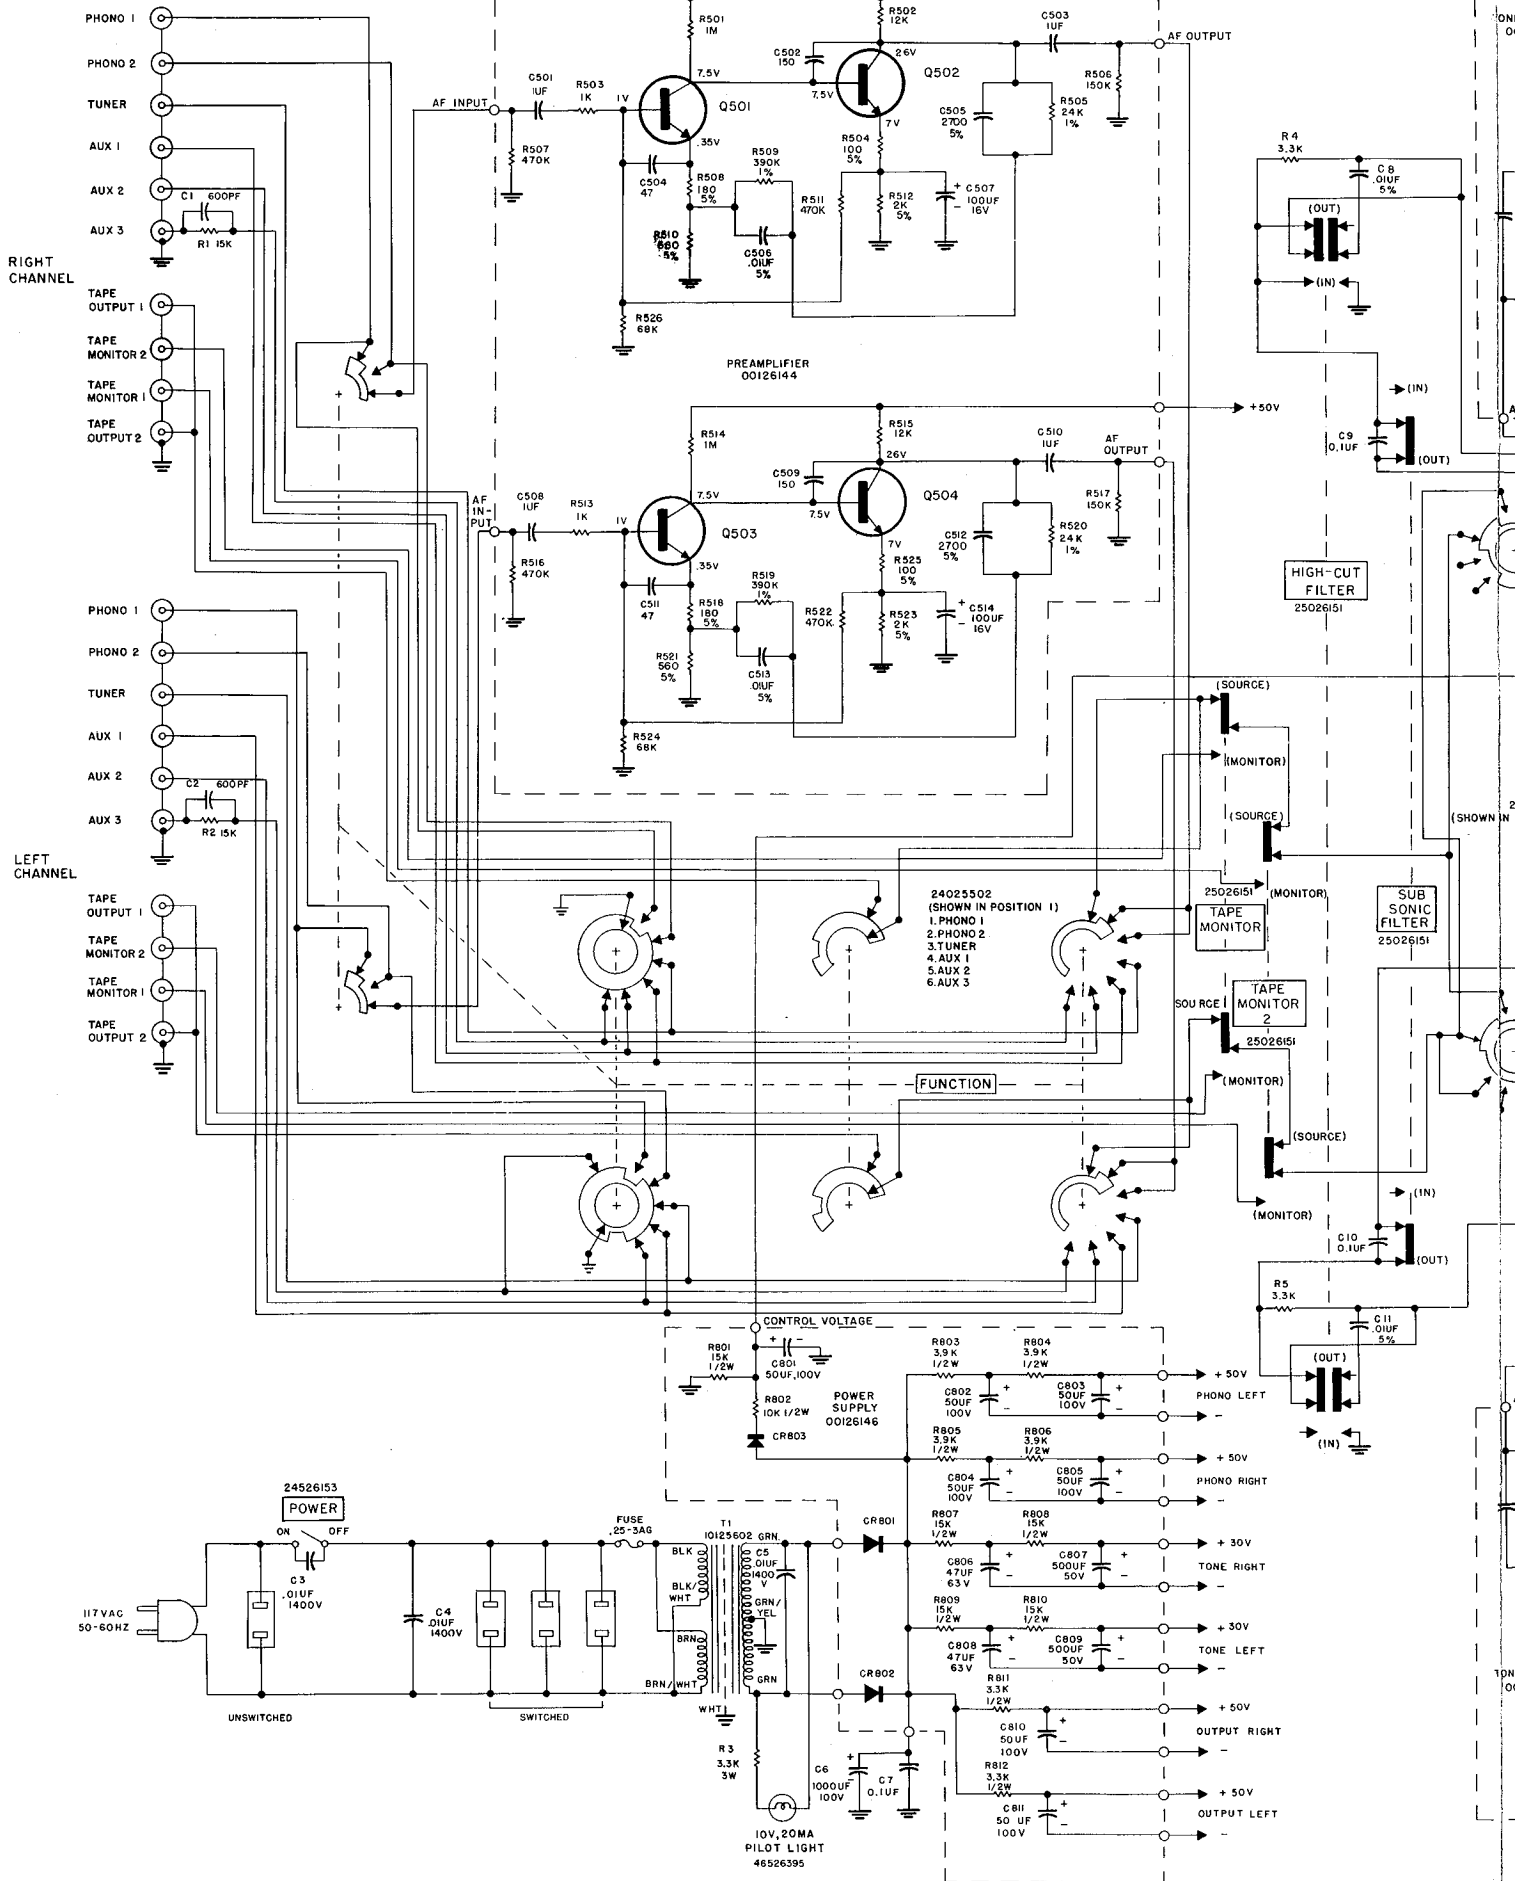 PHONO 1
PHONO 2
TUNER
AUX 1
AUX 2
AUX 3
C1 600PF
R1 15K
RIGHT
CHANNEL
TAPE
OUTPUT 1
TAPE
MONITOR 2
TAPE
MONITOR 1
TAPE
OUTPUT 2
R501
1M
R502
12K
C503
1UF
AF OUTPUT
C502
150
26V
Q502
7.5V
7.5V
R506
150K
C501
1UF
R503
1K
AF INPUT
1V
Q501
C505
2700
5%
R505
24K
1%
7V
R504
100
5%
.35V
R507
470K
C504
47
R508
180
5%
R509
390K
1%
R511
470K
R512
2K
5%
+ C507
100UF
- 16V
R510
560
5%
C506
.01UF
5%
R526
68K
PREAMPLIFIER
00126144
+50V
R514
1M
R515
12K
C510
1UF
AF
OUTPUT
26V
C509
150
Q504
7.5V
7.5V
R517
150K
AF
IN-
PUT
C508
1UF
R513
1K
1V
Q503
C512
2700
5%
R520
24K
1%
7V
R525
100
5%
.35V
R516
470K
C511
47
R518
180
5%
R519
390K
1%
R522
470K
R523
2K
5%
+ C514
100UF
- 16V
R521
560
5%
C513
.01UF
5%
R524
68K
R4
3.3K
C8
.01UF
5%
(OUT)
(IN)
(IN)
C9
0.1UF
(OUT)
HIGH-CUT
FILTER
25026151
PHONO 1
PHONO 2
TUNER
AUX 1
AUX 2
AUX 3
C2 600PF
R2 15K
LEFT
CHANNEL
TAPE
OUTPUT 1
TAPE
MONITOR 2
TAPE
MONITOR 1
TAPE
OUTPUT 2
(SOURCE)
(MONITOR)
(SOURCE)
(MONITOR)
(SHOWN IN
24025502
(SHOWN IN POSITION 1)
1. PHONO 1
2. PHONO 2
3. TUNER
4. AUX 1
5. AUX 2
6. AUX 3
25026151
TAPE
MONITOR
SUB
SONIC
FILTER
25026151
SOURCE
TAPE
MONITOR
2
25026151
(MONITOR)
FUNCTION
(SOURCE)
(MONITOR)
(IN)
C10
0.1UF
(OUT)
R5
3.3K
C11
.01UF
5%
(OUT)
(IN)
CONTROL VOLTAGE
R801
15K
1/2W
+ -
C801
50UF,100V
R802
10K 1/2W
CR803
POWER
SUPPLY
00126146
R803
3.9K
1/2W
R804
3.9K
1/2W
+ 50V
C802
50UF
100V
+
-
C803
50UF
100V
+
-
PHONO LEFT
-
R805
3.9K
1/2W
R806
3.9K
1/2W
+ 50V
C804
50UF
100V
+
-
C805
50UF
100V
+
-
PHONO RIGHT
-
R807
15K
1/2W
R808
15K
1/2W
+ 30V
C806
47UF
63V
+
-
C807
500UF
50V
+
-
TONE RIGHT
-
R809
15K
1/2W
R810
15K
1/2W
+ 30V
C808
47UF
63V
+
-
C809
500UF
50V
+
-
TONE LEFT
-
R811
3.3K
1/2W
+ 50V
C810
50UF
100V
+
-
OUTPUT RIGHT
-
R812
3.3K
1/2W
+ 50V
C811
50 UF
100V
+
-
OUTPUT LEFT
-
24526153
POWER
ON OFF
C3
.01UF
1400V
117VAC
50-60HZ
UNSWITCHED
C4
.01UF
1400V
SWITCHED
FUSE
.25-3AG
T1
10125602
BLK
BLK/
WHT
BRN
BRN/WHT
WHT
GRN.
C5
.01UF
1400
V
GRN/
YEL
GRN
CR801
CR802
R3
3.3K
3W
C6
1000UF
100V
+
-
C7
0.1UF
10V,20MA
PILOT LIGHT
46526395